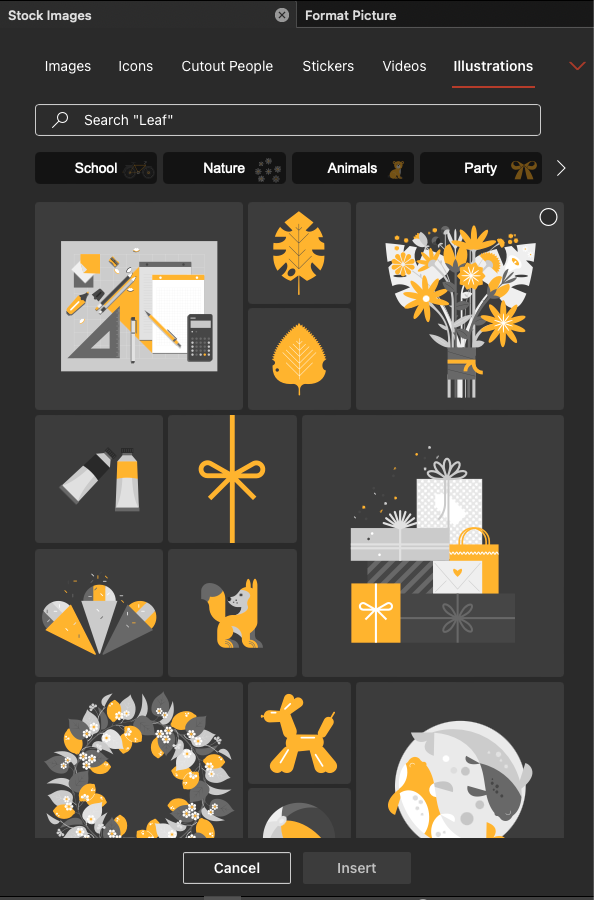 Stock Images
Format Picture
Images Icons Cutout People Stickers Videos Illustrations
Search "Leaf"
School Nature Animals Party
Cancel Insert